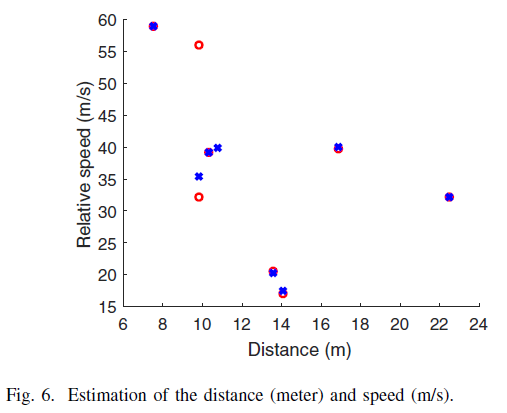 60
55
50
45
40
35
30
25
20
15
Relative speed (m/s)
6 8 10 12 14 16 18 20 22 24
Distance (m)
Fig. 6. Estimation of the distance (meter) and speed (m/s).